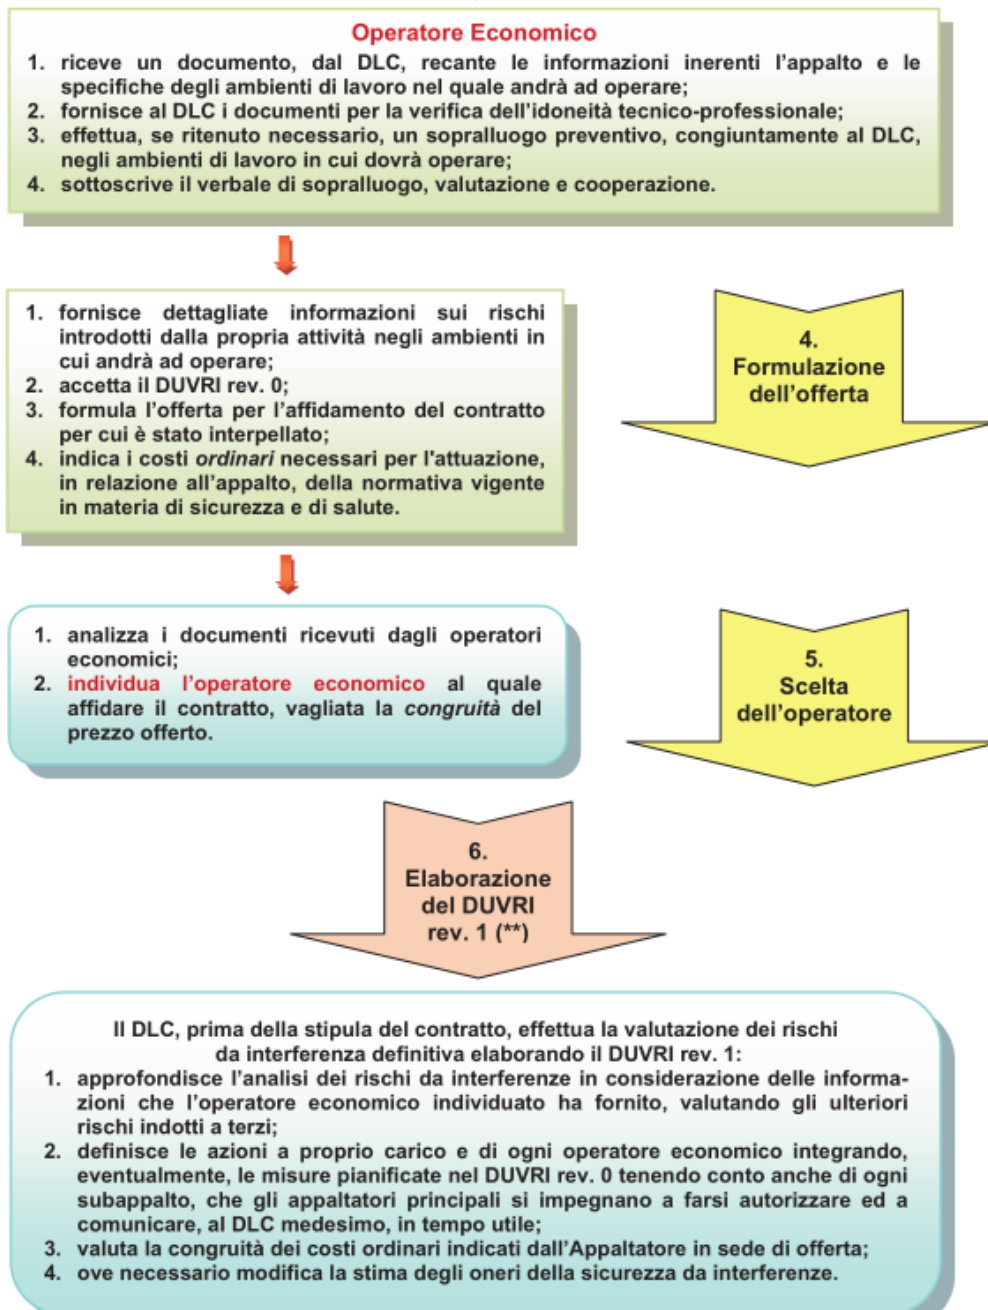 Operatore Economico
1. riceve un documento, dal DLC, recante le informazioni inerenti l'appalto e le
specifiche degli ambienti di lavoro nel quale andrà ad operare;
2. fornisce al DLC i documenti per la verifica dell'idoneità tecnico-professionale;
3. effettua, se ritenuto necessario, un sopralluogo preventivo, congiuntamente al DLC,
negli ambienti di lavoro in cui dovrà operare;
4. sottoscrive il verbale di sopralluogo, valutazione e cooperazione.
1. fornisce dettagliate informazioni sui rischi
introdotti dalla propria attività negli ambienti in
cui andrà ad operare;
2. accetta il DUVRI rev. 0;
3. formula l'offerta per l'affidamento del contratto
per cui è stato interpellato;
4. indica i costi ordinari necessari per l'attuazione,
in relazione all'appalto, della normativa vigente
in materia di sicurezza e di salute.
4.
Formulazione
dell'offerta
1. analizza i documenti ricevuti dagli operatori
economici;
2. individua l'operatore economico al quale
affidare il contratto, vagliata la congruità del
prezzo offerto.
5.
Scelta
dell'operatore
6.
Elaborazione
del DUVRI
rev. 1 (**)
Il DLC, prima della stipula del contratto, effettua la valutazione dei rischi
da interferenza definitiva elaborando il DUVRI rev. 1:
1. approfondisce l'analisi dei rischi da interferenze in considerazione delle informa-
zioni che l'operatore economico individuato ha fornito, valutando gli ulteriori
rischi indotti a terzi;
2. definisce le azioni a proprio carico e di ogni operatore economico integrando,
eventualmente, le misure pianificate nel DUVRI rev. 0 tenendo conto anche di ogni
subappalto, che gli appaltatori principali si impegnano a farsi autorizzare ed a
comunicare, al DLC medesimo, in tempo utile;
3. valuta la congruità dei costi ordinari indicati dall'Appaltatore in sede di offerta;
4. ove necessario modifica la stima degli oneri della sicurezza da interferenze.